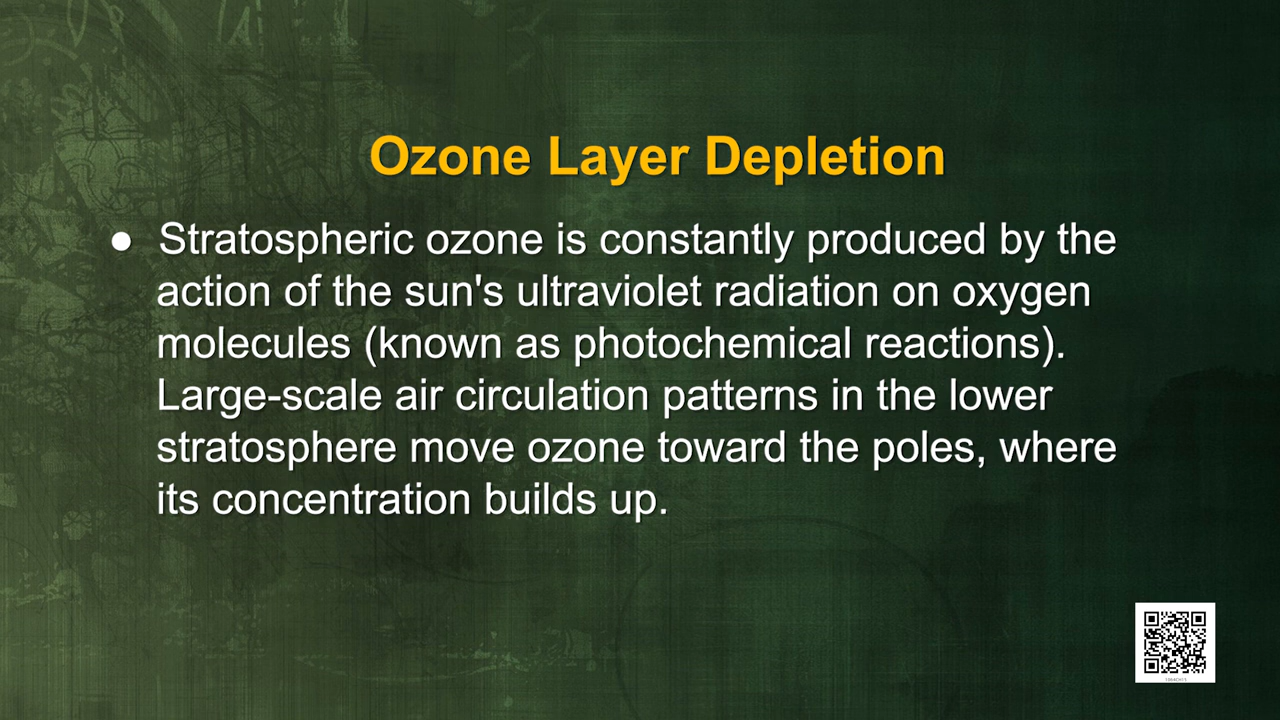 Ozone Layer Depletion
● Stratospheric ozone is constantly produced by the
action of the sun's ultraviolet radiation on oxygen
molecules (known as photochemical reactions).
Large-scale air circulation patterns in the lower
stratosphere move ozone toward the poles, where
its concentration builds up.